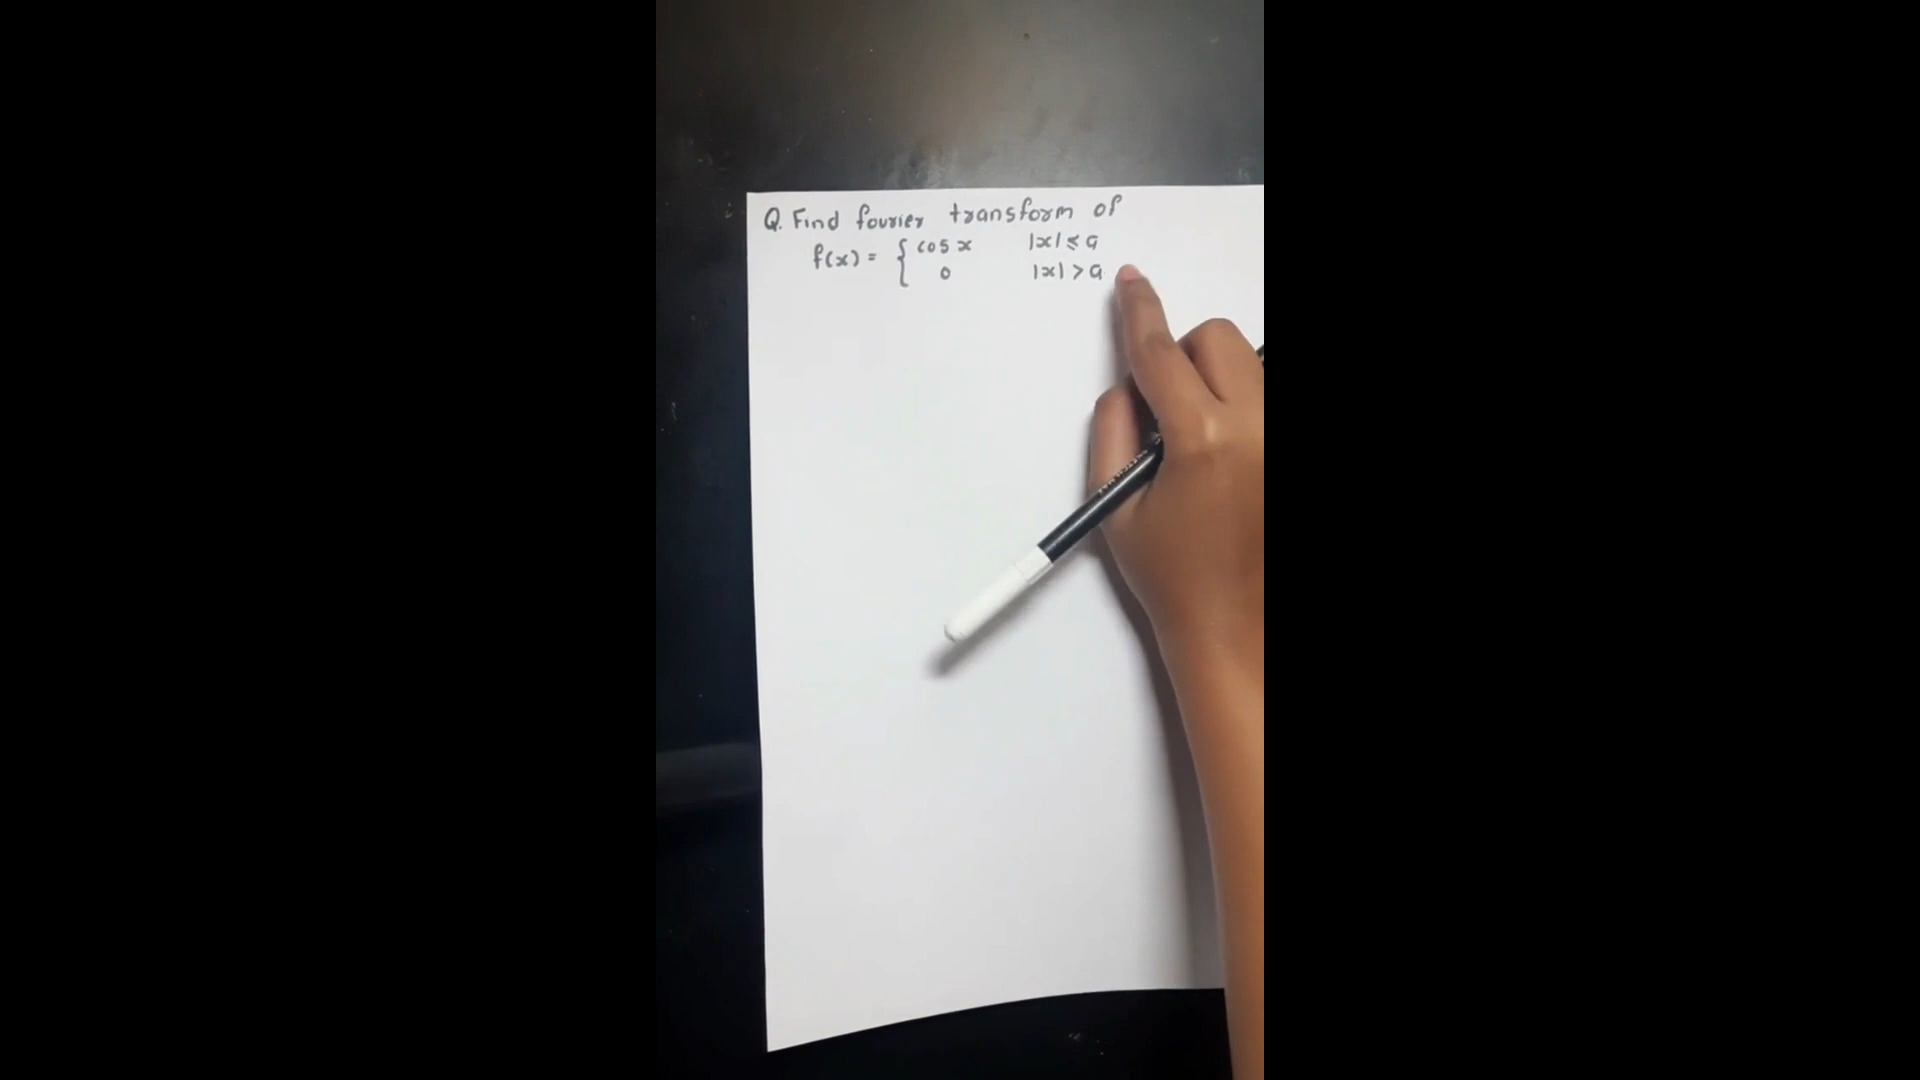 Q. Find fourier transform of
f(x) = { cos x |x| ≤ a
0 |x| > a